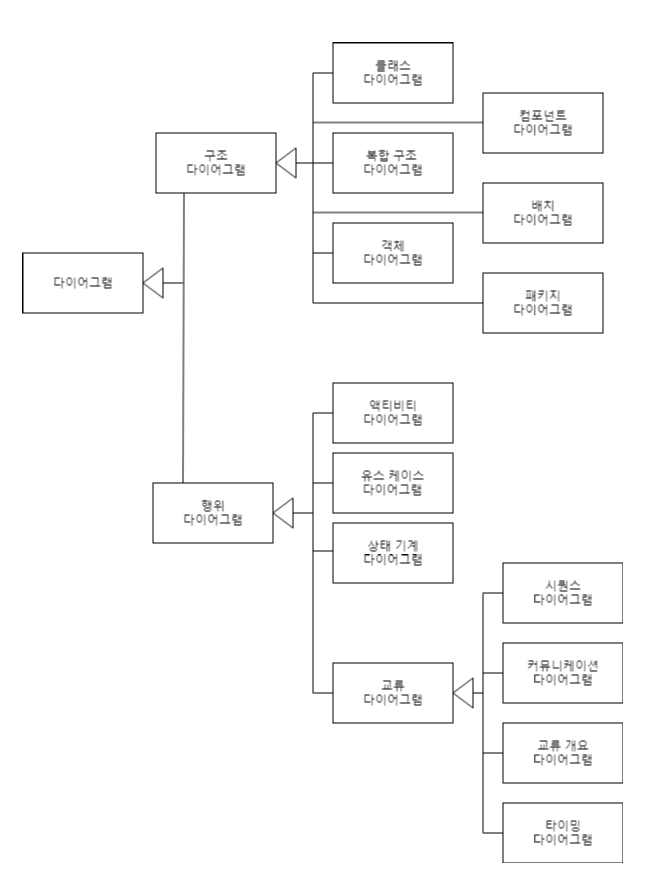 클래스
다이어그램
컴포넌트
다이어그램
구조
다이어그램
복합 구조
다이어그램
배치
다이어그램
객체
다이어그램
다이어그램
패키지
다이어그램
액티비티
다이어그램
유스 케이스
다이어그램
행위
다이어그램
상태 기계
다이어그램
시퀀스
다이어그램
커뮤니케이션
다이어그램
교류
다이어그램
교류 개요
다이어그램
타이밍
다이어그램